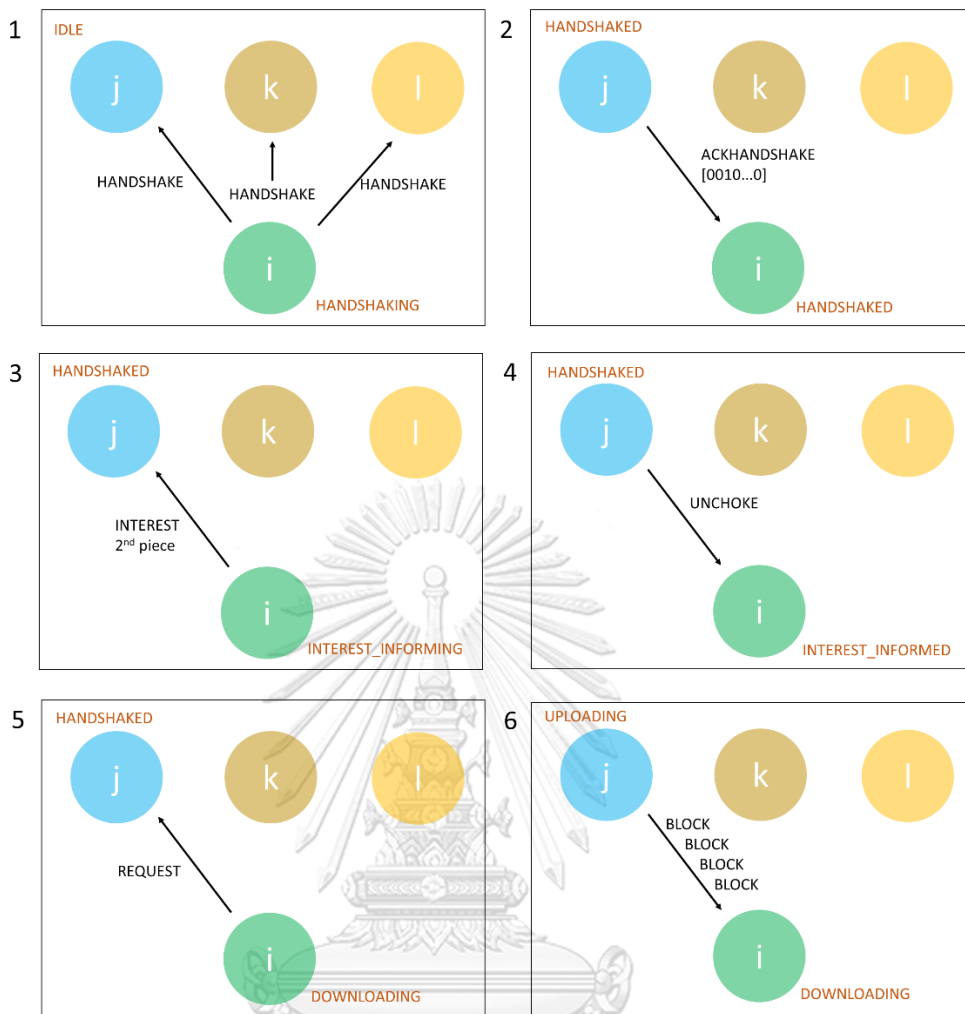 1
IDLE
j
k
l
HANDSHAKE
HANDSHAKE
HANDSHAKE
i
HANDSHAKING
2
HANDSHAKED
j
k
l
ACKHANDSHAKE
[0010...0]
i
HANDSHAKED
3
HANDSHAKED
j
k
l
INTEREST
2nd piece
i
INTEREST_INFORMING
4
HANDSHAKED
j
k
l
UNCHOKE
i
INTEREST_INFORMED
5
HANDSHAKED
j
k
l
REQUEST
i
DOWNLOADING
6
UPLOADING
j
k
l
BLOCK
BLOCK
BLOCK
BLOCK
i
DOWNLOADING